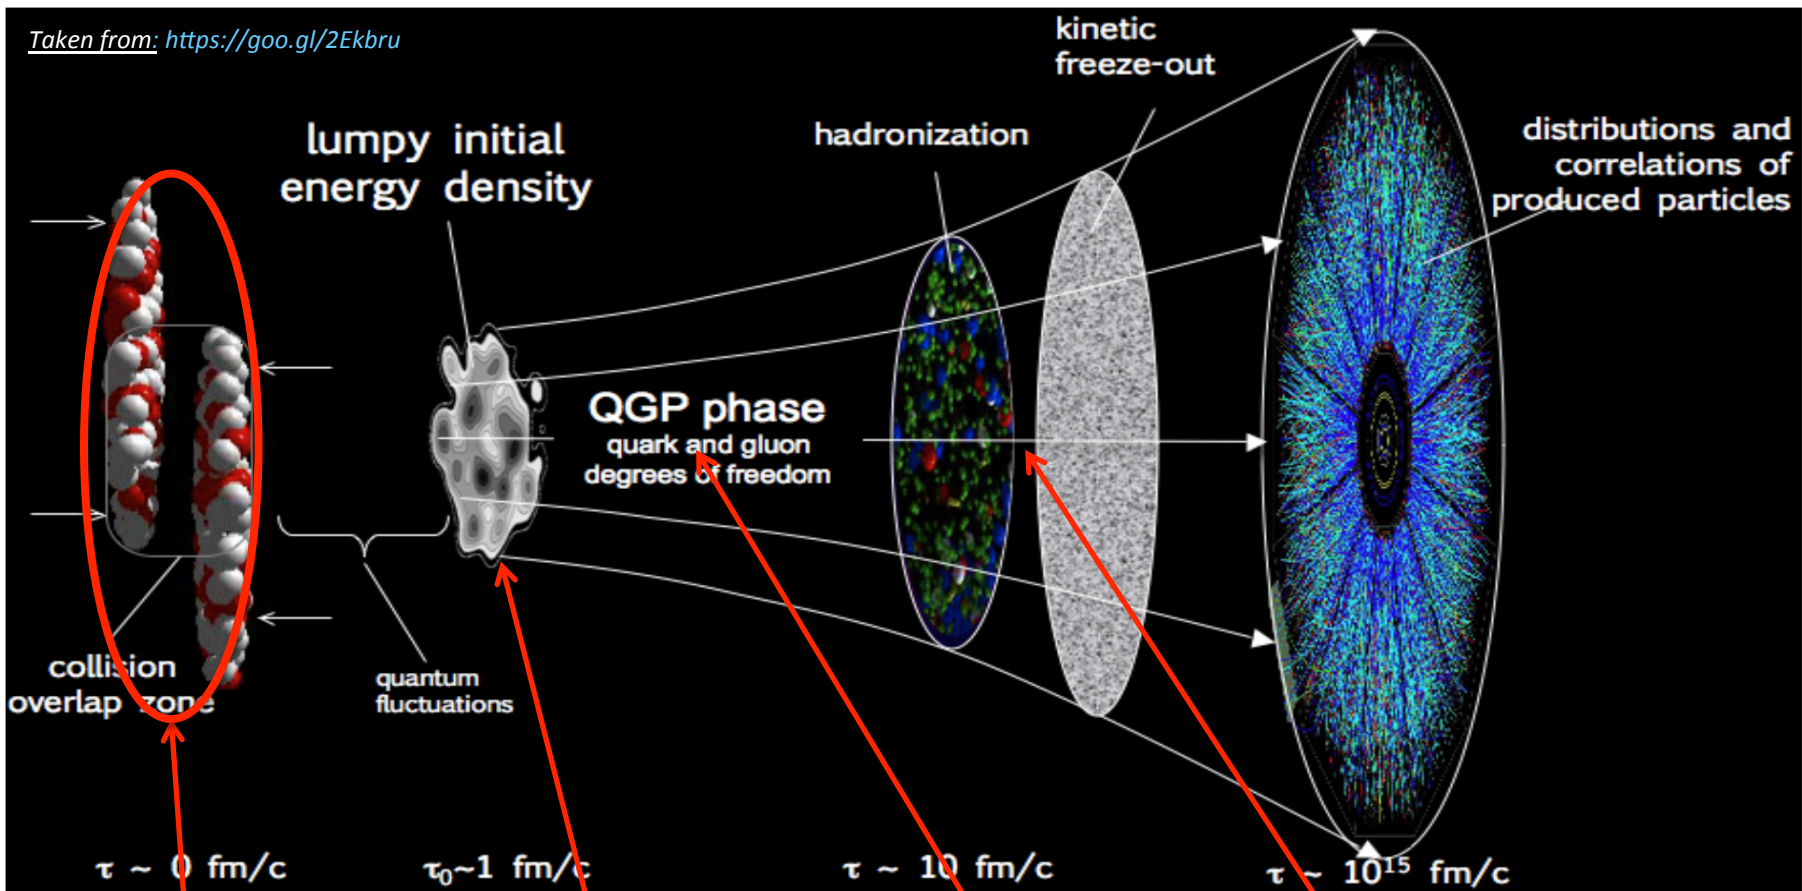 Taken from: https://goo.gl/2Ekbru
kinetic
freeze-out
lumpy initial
energy density
hadronization
distributions and
correlations of
produced particles
QGP phase
quark and gluon
degrees of freedom
collision
overlap zone
quantum
fluctuations
τ ~ 0 fm/c
τ₀~1 fm/c
τ ~ 10 fm/c
τ ~ 10¹⁵ fm/c